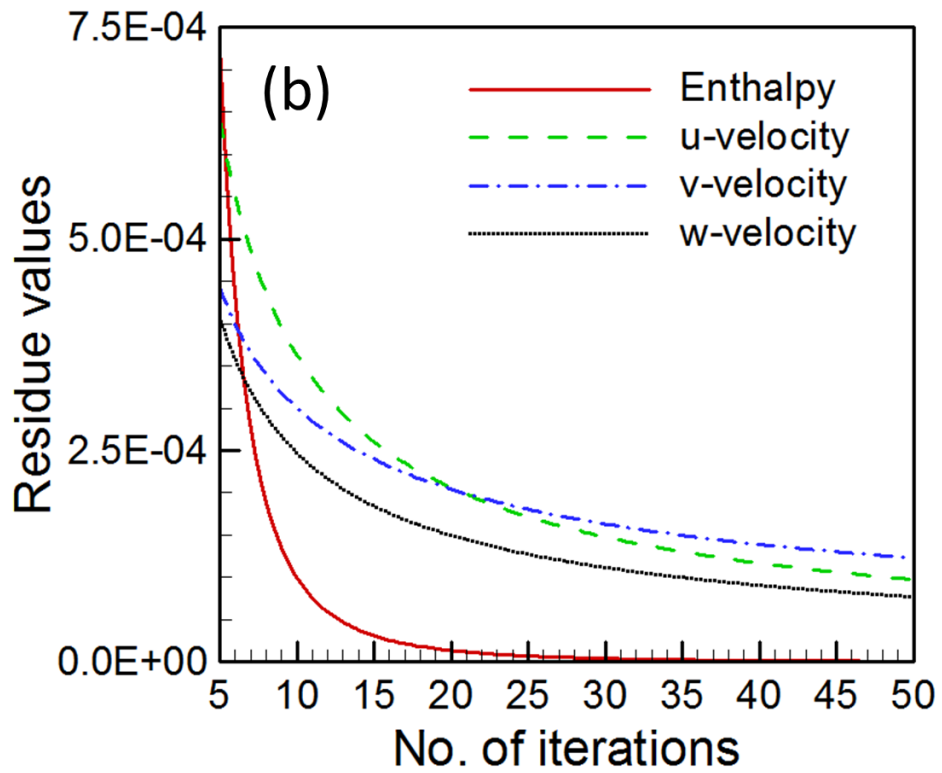 7.5E-04
(b)
Enthalpy
u-velocity
v-velocity
w-velocity
Residue values
5.0E-04
2.5E-04
0.0E+00
5 10 15 20 25 30 35 40 45 50
No. of iterations